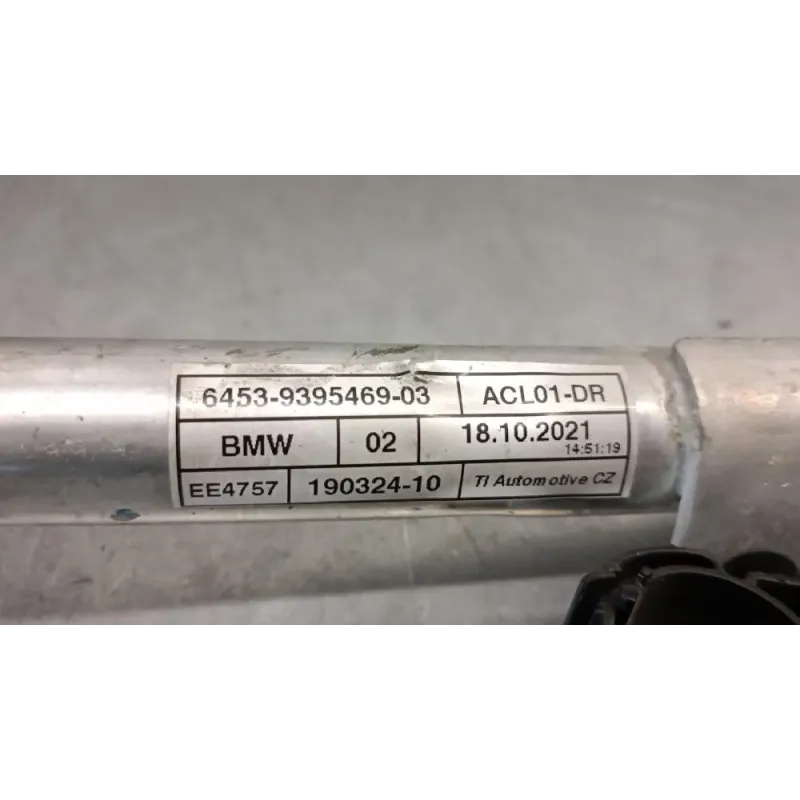 6453-9395469-03 ACL01-DR
BMW 02 18.10.2021
14:51:19
EE4757 190324-10 TI Automotive CZ